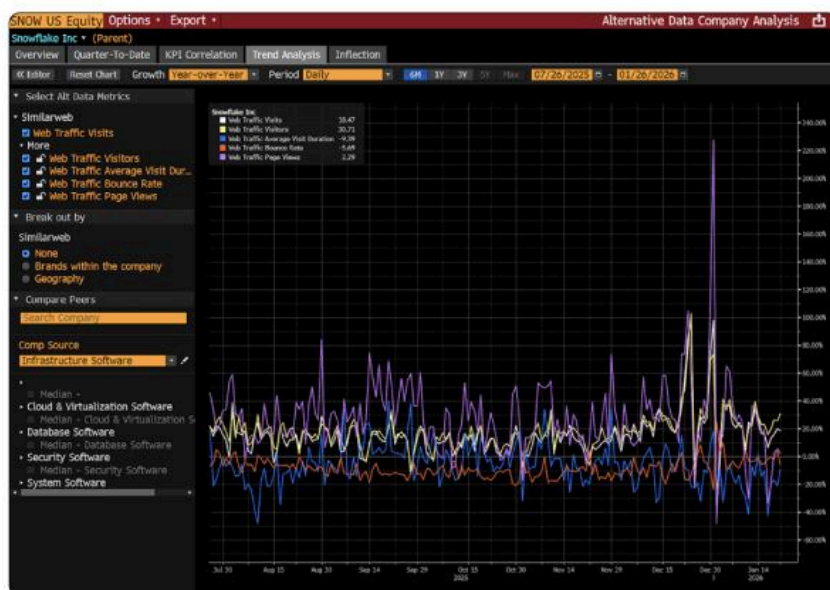 SNOW US Equity Options Export Alternative Data Company Analysis
Snowflake Inc (Parent)
Overview Quarter-To-Date KPI Correlation Trend Analysis Inflection
« Editor Reset Chart Growth Year-over-Year Period Daily 6M 1Y 3Y 5Y Max 07/26/2025 - 01/26/2026
Select Alt Data Metrics
Similarweb
Web Traffic Visits
More
Web Traffic Visitors
Web Traffic Average Visit Dur...
Web Traffic Bounce Rate
Web Traffic Page Views
Break out by
Similarweb
None
Brands within the company
Geography
Compare Peers
Search Company
Comp Source
Infrastructure Software
Median -
Cloud & Virtualization Software
Median - Cloud & Virtualization S
Database Software
Median - Database Software
Security Software
Median - Security Software
System Software
Snowflake Inc
Web Traffic Visits 18.47
Web Traffic Visitors 30.71
Web Traffic Average Visit Duration -9.39
Web Traffic Bounce Rate -5.69
Web Traffic Page Views 2.29
240.00%
220.00%
200.00%
180.00%
160.00%
140.00%
120.00%
100.00%
80.00%
60.00%
40.00%
20.00%
0.00%
-20.00%
-40.00%
-60.00%
Jul 30 Aug 15 Aug 30 Sep 14 Sep 29 Oct 15 Oct 30 Nov 14 Nov 29 Dec 15 Dec 30 Jan 14
2025 2026